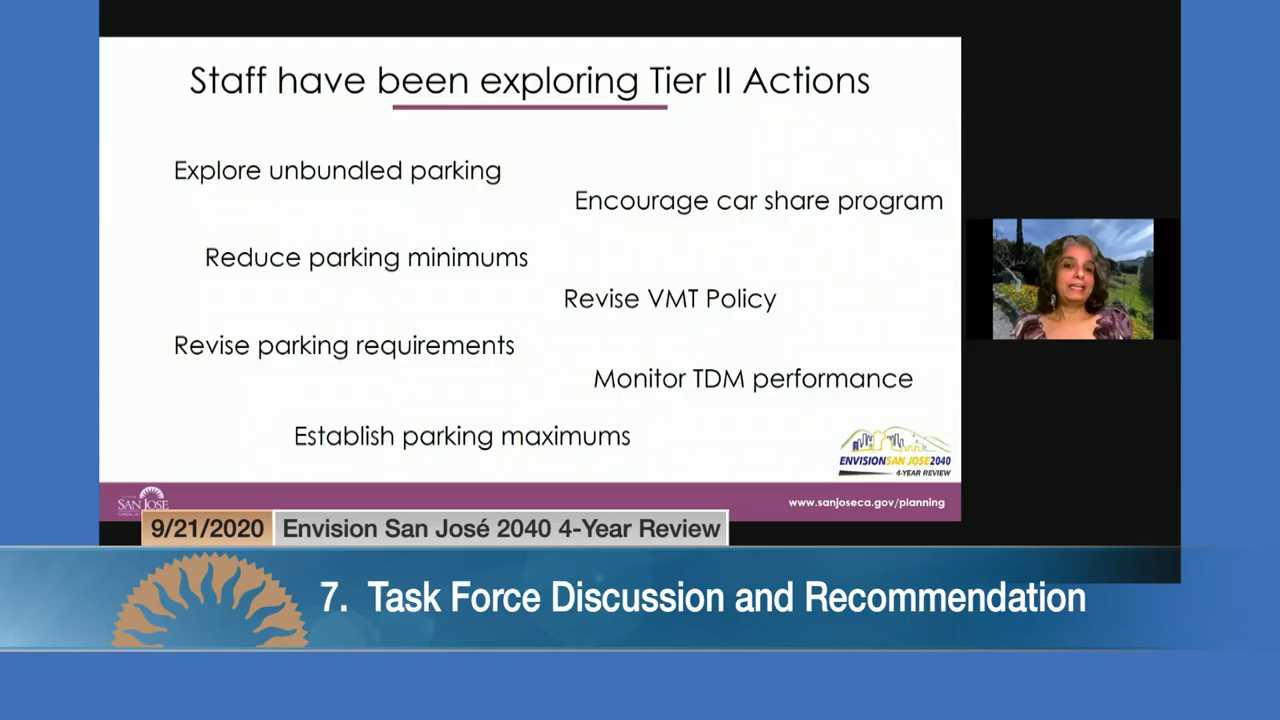 Staff have been exploring Tier II Actions
Explore unbundled parking
Encourage car share program
Reduce parking minimums
Revise VMT Policy
Revise parking requirements
Monitor TDM performance
Establish parking maximums
ENVISIONSAN JOSE2040
4-YEAR REVIEW
SAN JOSE
www.sanjoseca.gov/planning
9/21/2020
Envision San José 2040 4-Year Review
7. Task Force Discussion and Recommendation